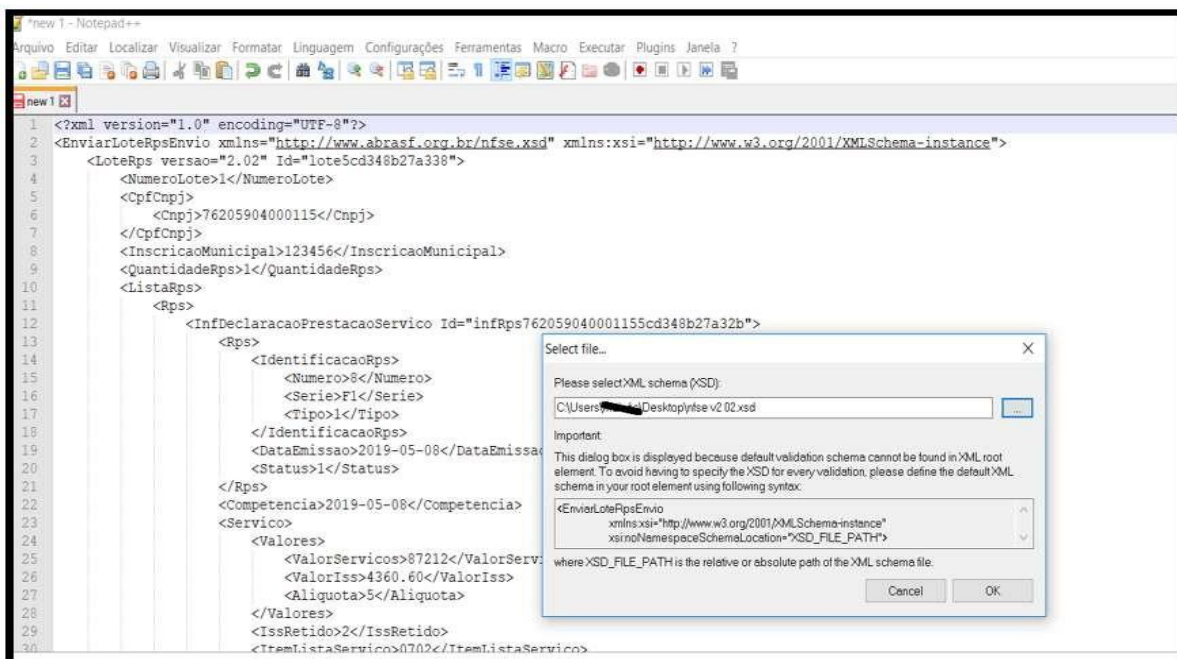 *new 1 - Notepad++
Arquivo Editar Localizar Visualizar Formatar Linguagem Configurações Ferramentas Macro Executar Plugins Janela ?
new 1
1 <?xml version="1.0" encoding="UTF-8"?>
2 <EnviarLoteRpsEnvio xmlns="http://www.abrasf.org.br/nfse.xsd" xmlns:xsi="http://www.w3.org/2001/XMLSchema-instance">
3 <LoteRps versao="2.02" Id="lote5cd348b27a338">
4 <NumeroLote>1</NumeroLote>
5 <CpfCnpj>
6 <Cnpj>76205904000115</Cnpj>
7 </CpfCnpj>
8 <InscricaoMunicipal>123456</InscricaoMunicipal>
9 <QuantidadeRps>1</QuantidadeRps>
10 <ListaRps>
11 <Rps>
12 <InfDeclaracaoPrestacaoServico Id="infRps762059040001155cd348b27a32b">
13 <Rps>
14 <IdentificacaoRps>
15 <Numero>8</Numero>
16 <Serie>F1</Serie>
17 <Tipo>1</Tipo>
18 </IdentificacaoRps>
19 <DataEmissao>2019-05-08</DataEmissao
20 <Status>1</Status>
21 </Rps>
22 <Competencia>2019-05-08</Competencia>
23 <Servico>
24 <Valores>
25 <ValorServicos>87212</ValorServi
26 <ValorIss>4360.60</ValorIss>
27 <Aliquota>5</Aliquota>
28 </Valores>
29 <IssRetido>2</IssRetido>
30 <ItemListaServico>0702</ItemListaServico>
Select file...
Please select XML schema (XSD):
C:\Users\ \Desktop\nfse v2 02.xsd
...
Important:
This dialog box is displayed because default validation schema cannot be found in XML root
element. To avoid having to specify the XSD for every validation, please define the default XML
schema in your root element using following syntax:
<EnviarLoteRpsEnvio
xmlns:xsi="http://www.w3.org/2001/XMLSchema-instance"
xsi:noNamespaceSchemaLocation="XSD_FILE_PATH">
where XSD_FILE_PATH is the relative or absolute path of the XML schema file.
Cancel
OK